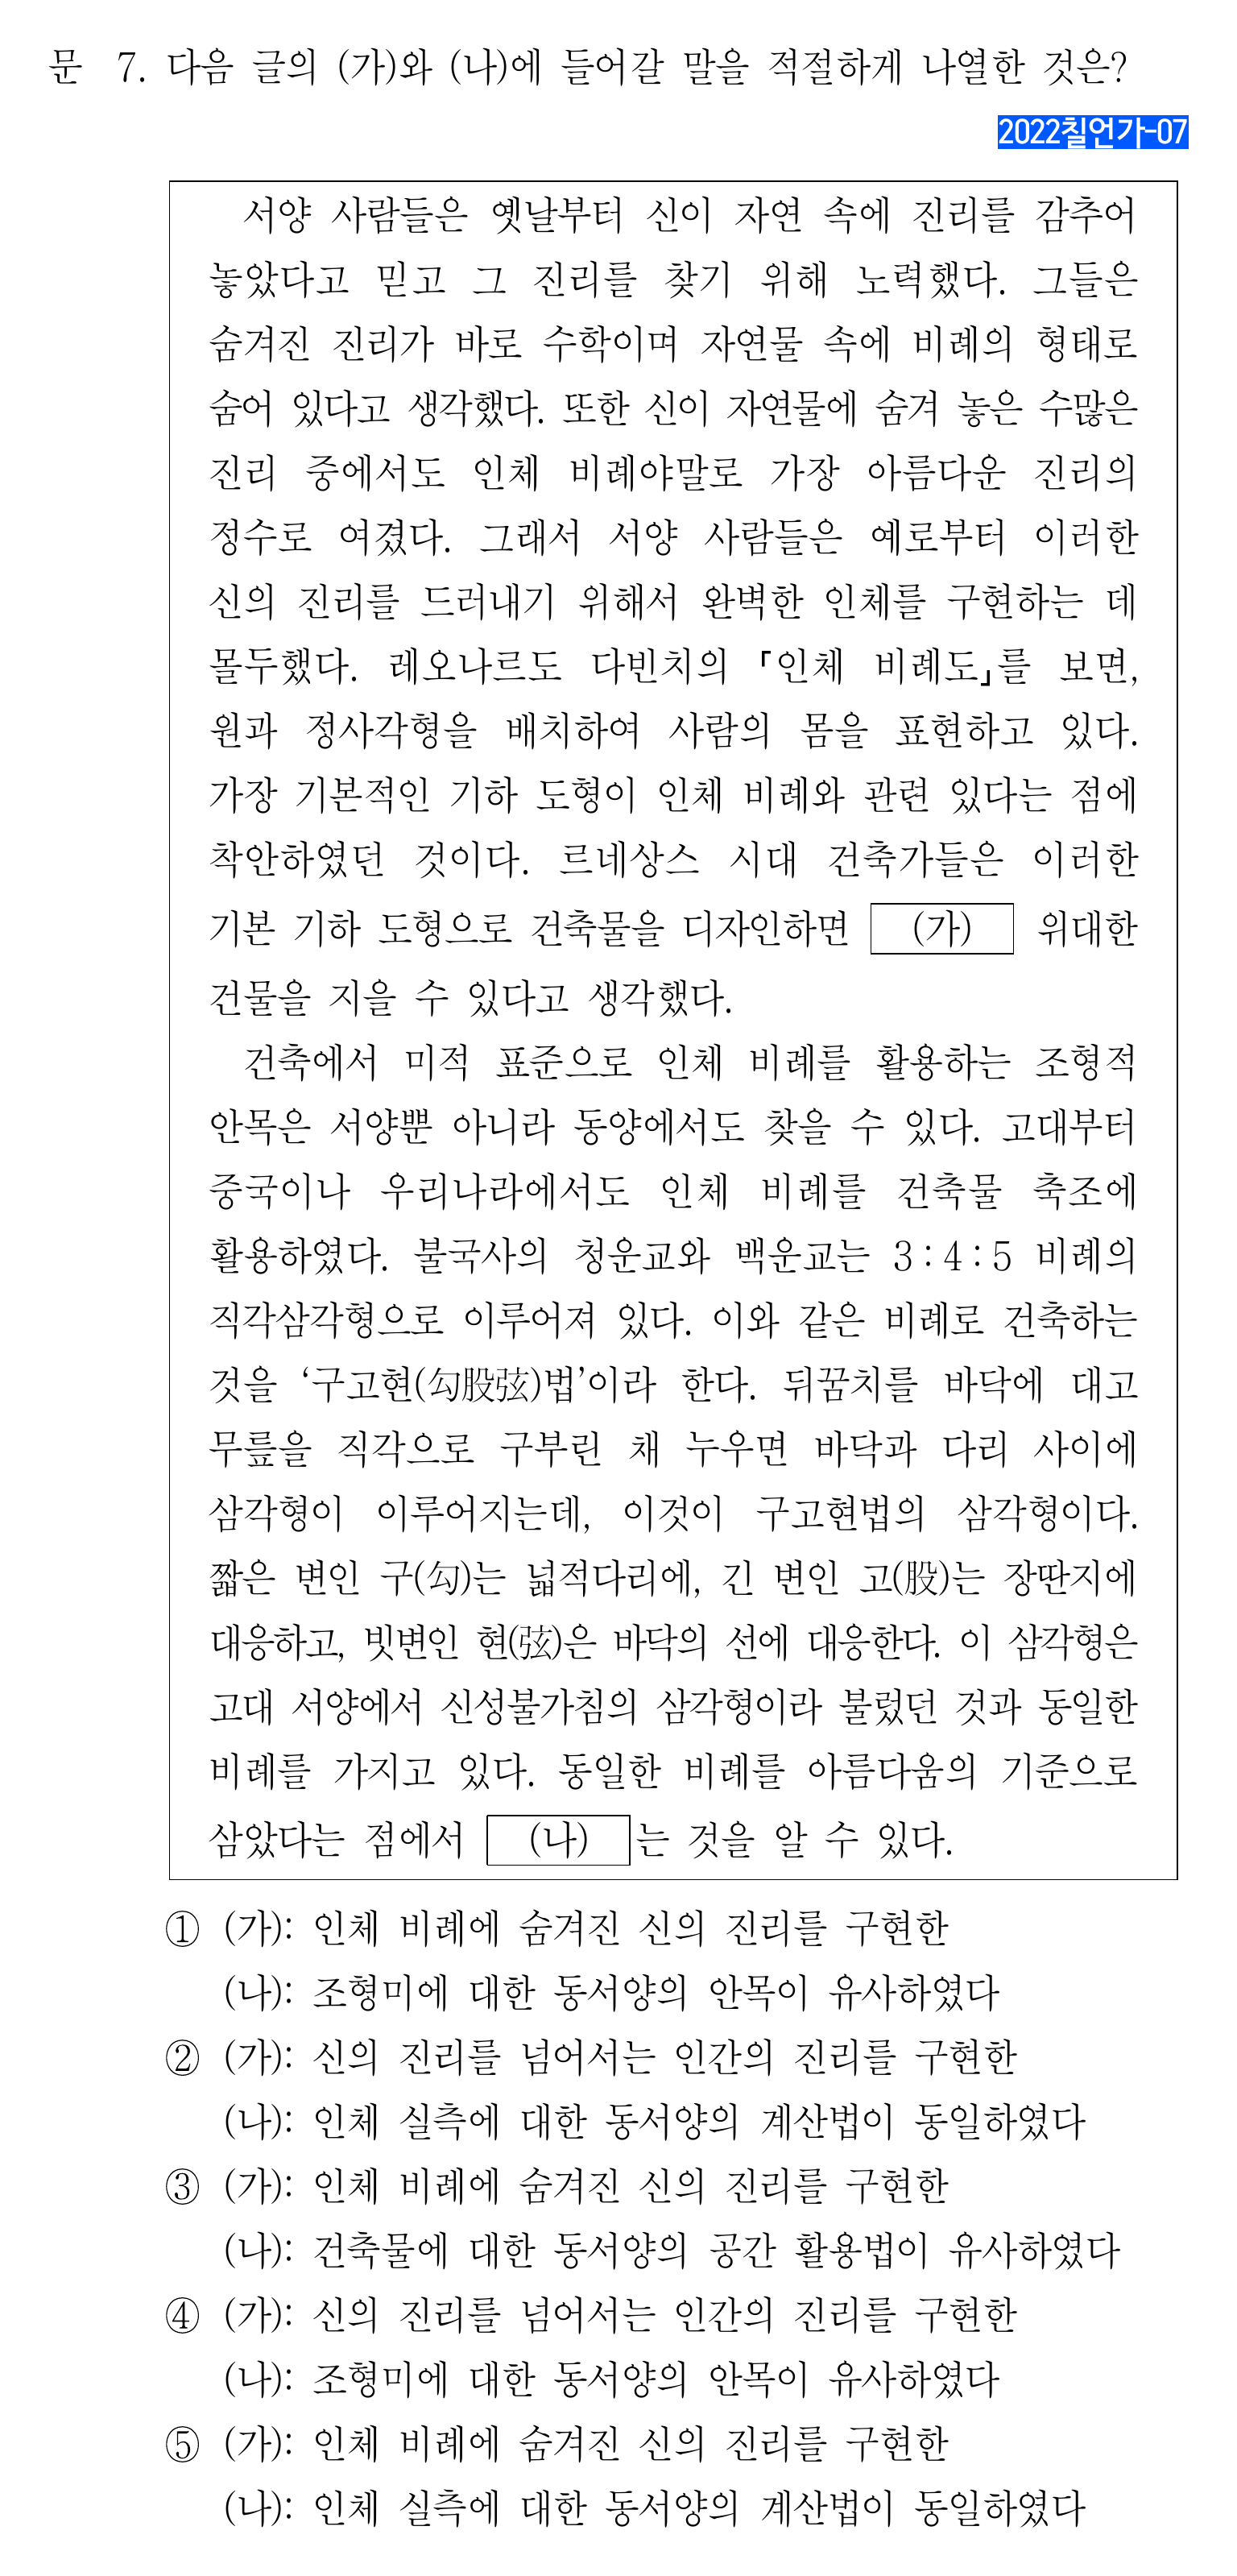 문 7. 다음 글의 (가)와 (나)에 들어갈 말을 적절하게 나열한 것은?
2022칠언가-07
서양 사람들은 옛날부터 신이 자연 속에 진리를 감추어
놓았다고 믿고 그 진리를 찾기 위해 노력했다. 그들은
숨겨진 진리가 바로 수학이며 자연물 속에 비례의 형태로
숨어 있다고 생각했다. 또한 신이 자연물에 숨겨 놓은 수많은
진리 중에서도 인체 비례야말로 가장 아름다운 진리의
정수로 여겼다. 그래서 서양 사람들은 예로부터 이러한
신의 진리를 드러내기 위해서 완벽한 인체를 구현하는 데
몰두했다. 레오나르도 다빈치의 「인체 비례도」를 보면,
원과 정사각형을 배치하여 사람의 몸을 표현하고 있다.
가장 기본적인 기하 도형이 인체 비례와 관련 있다는 점에
착안하였던 것이다. 르네상스 시대 건축가들은 이러한
기본 기하 도형으로 건축물을 디자인하면 (가) 위대한
건물을 지을 수 있다고 생각했다.
건축에서 미적 표준으로 인체 비례를 활용하는 조형적
안목은 서양뿐 아니라 동양에서도 찾을 수 있다. 고대부터
중국이나 우리나라에서도 인체 비례를 건축물 축조에
활용하였다. 불국사의 청운교와 백운교는 3:4:5 비례의
직각삼각형으로 이루어져 있다. 이와 같은 비례로 건축하는
것을 ‘구고현(勾股弦)법’이라 한다. 뒤꿈치를 바닥에 대고
무릎을 직각으로 구부린 채 누우면 바닥과 다리 사이에
삼각형이 이루어지는데, 이것이 구고현법의 삼각형이다.
짧은 변인 구(勾)는 넓적다리에, 긴 변인 고(股)는 장딴지에
대응하고, 빗변인 현(弦)은 바닥의 선에 대응한다. 이 삼각형은
고대 서양에서 신성불가침의 삼각형이라 불렀던 것과 동일한
비례를 가지고 있다. 동일한 비례를 아름다움의 기준으로
삼았다는 점에서 (나) 는 것을 알 수 있다.
① (가): 인체 비례에 숨겨진 신의 진리를 구현한
(나): 조형미에 대한 동서양의 안목이 유사하였다
② (가): 신의 진리를 넘어서는 인간의 진리를 구현한
(나): 인체 실측에 대한 동서양의 계산법이 동일하였다
③ (가): 인체 비례에 숨겨진 신의 진리를 구현한
(나): 건축물에 대한 동서양의 공간 활용법이 유사하였다
④ (가): 신의 진리를 넘어서는 인간의 진리를 구현한
(나): 조형미에 대한 동서양의 안목이 유사하였다
⑤ (가): 인체 비례에 숨겨진 신의 진리를 구현한
(나): 인체 실측에 대한 동서양의 계산법이 동일하였다